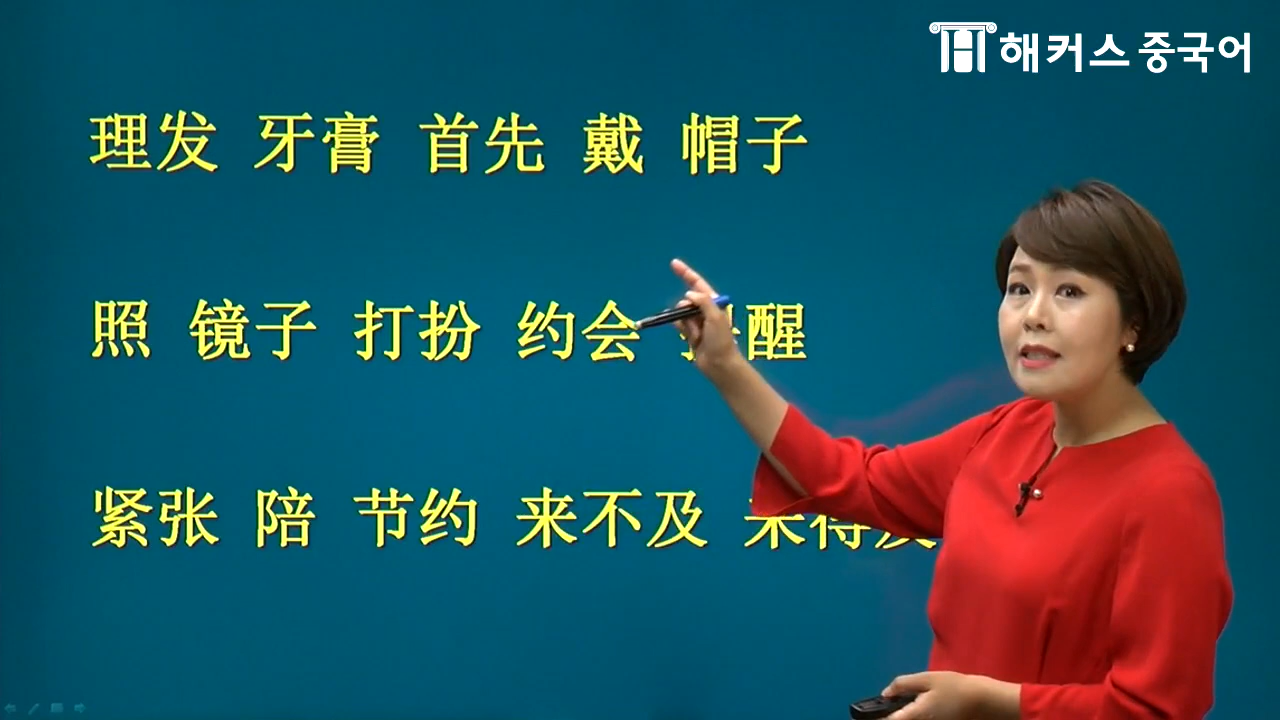 해커스 중국어
理发 牙膏 首先 戴 帽子
照 镜子 打扮 约会 醒
紧张 陪 节约 来不及